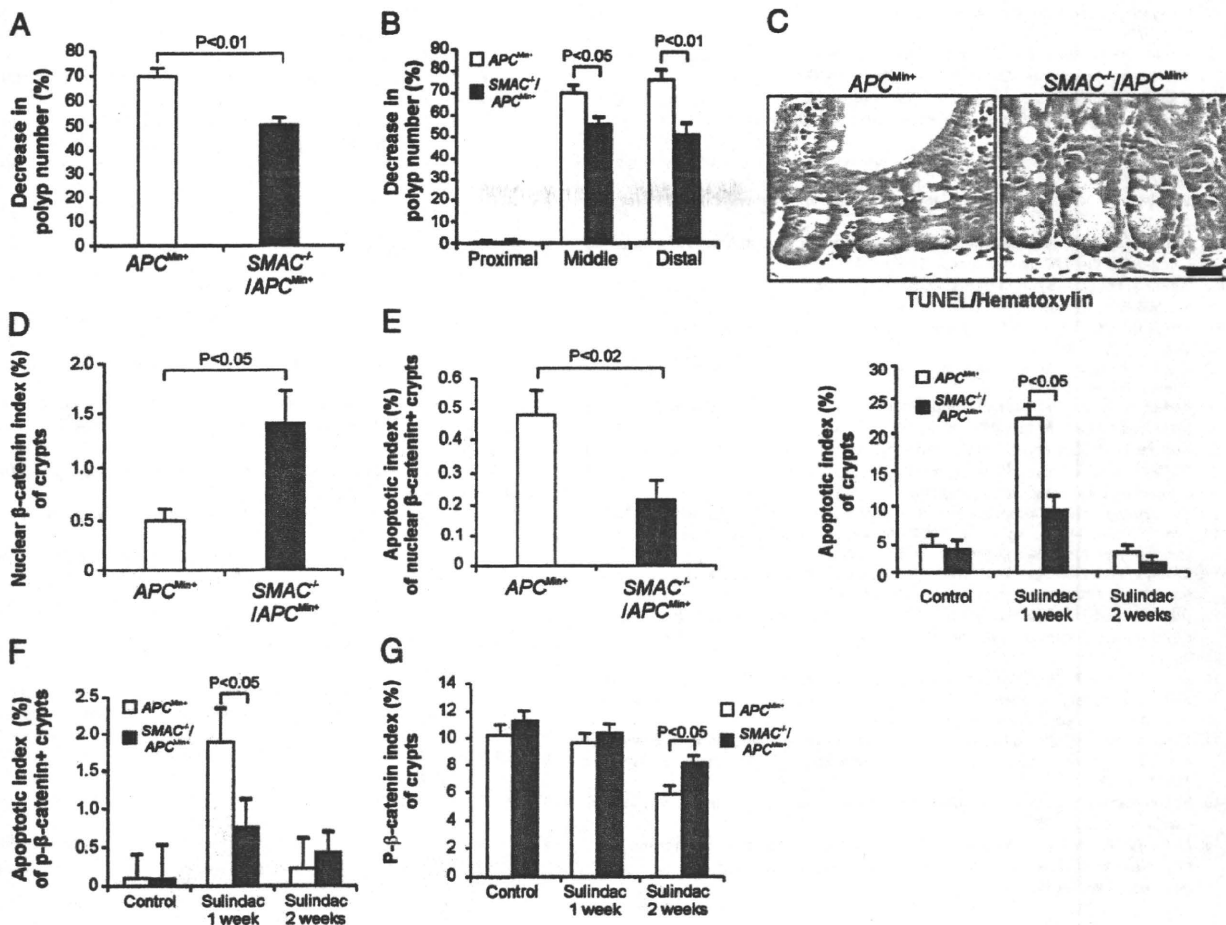 A
P<0.01
Decrease in
polyp number (%)
80
70
60
50
40
30
20
10
0
APC^Min+
SMAC^-/-
/APC^Min+
B
APC^Min+
SMAC^-/-/
APC^Min+
P<0.05
P<0.01
Decrease in
polyp number (%)
90
80
70
60
50
40
30
20
10
0
Proximal
Middle
Distal
C
APC^Min+
SMAC^-/-/APC^Min+
TUNEL/Hematoxylin
APC^Min+
SMAC^-/-/
APC^Min+
P<0.05
Apoptotic index (%)
of crypts
30
25
20
15
10
5
0
Control
Sulindac
1 week
Sulindac
2 weeks
D
P<0.05
Nuclear β-catenin index (%)
of crypts
2.0
1.5
1.0
0.5
0
APC^Min+
SMAC^-/-
/APC^Min+
E
P<0.02
Apoptotic index (%)
of nuclear β-catenin+ crypts
0.6
0.5
0.4
0.3
0.2
0.1
0
APC^Min+
SMAC^-/-
/APC^Min+
F
APC^Min+
SMAC^-/-/
APC^Min+
P<0.05
Apoptotic index (%)
of p-β-catenin+ crypts
2.5
2.0
1.5
1.0
0.5
0
Control
Sulindac
1 week
Sulindac
2 weeks
G
APC^Min+
SMAC^-/-/
APC^Min+
P<0.05
P-β-catenin index (%)
of crypts
14
12
10
8
6
4
2
0
Control
Sulindac
1 week
Sulindac
2 weeks